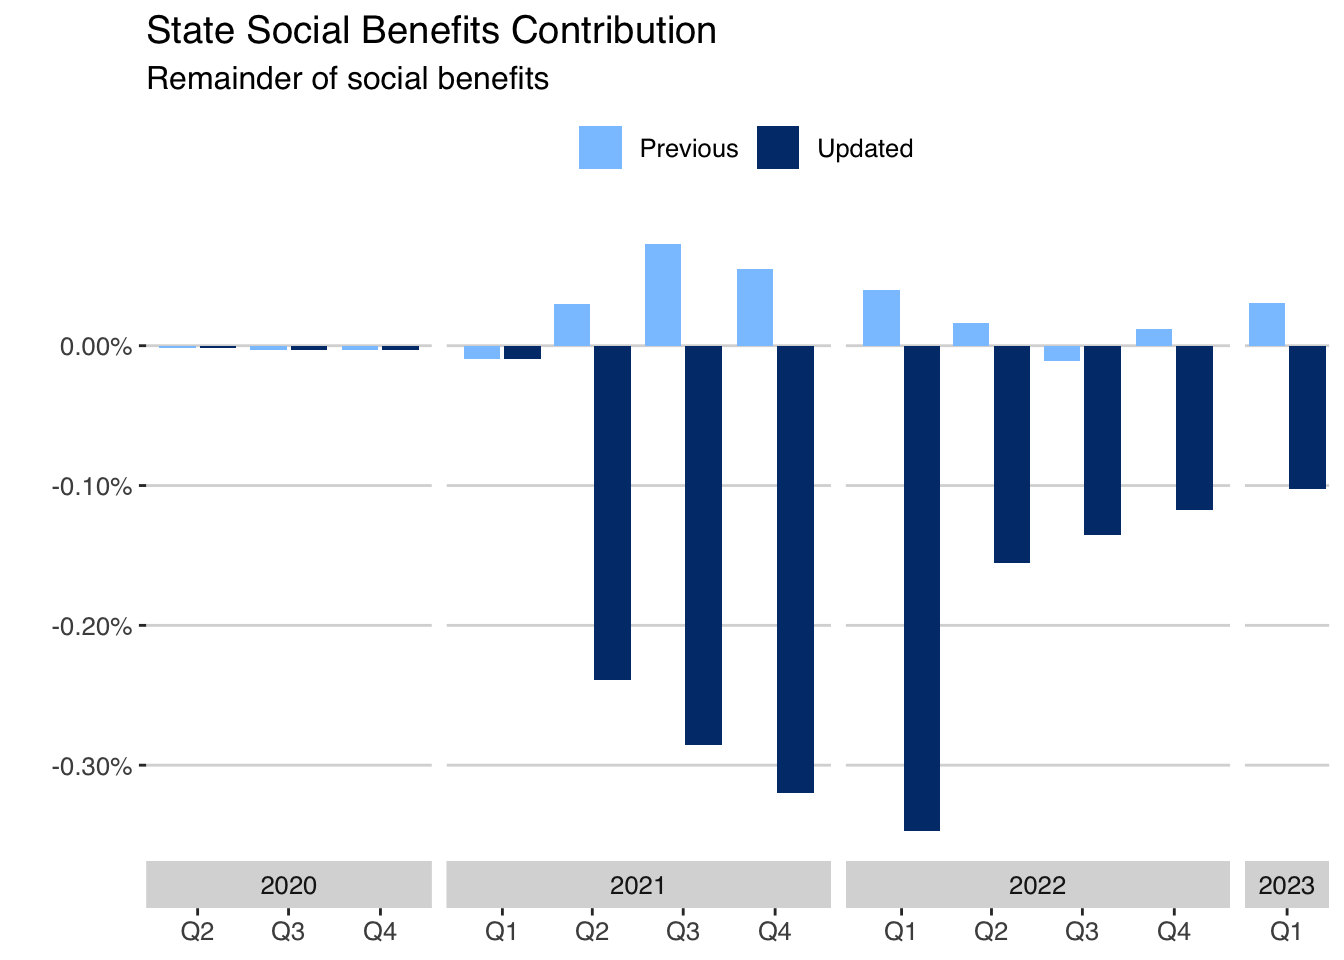 State Social Benefits Contribution
Remainder of social benefits
Previous Updated
0.00%
-0.10%
-0.20%
-0.30%
2020 2021 2022 2023
Q2 Q3 Q4 Q1 Q2 Q3 Q4 Q1 Q2 Q3 Q4 Q1